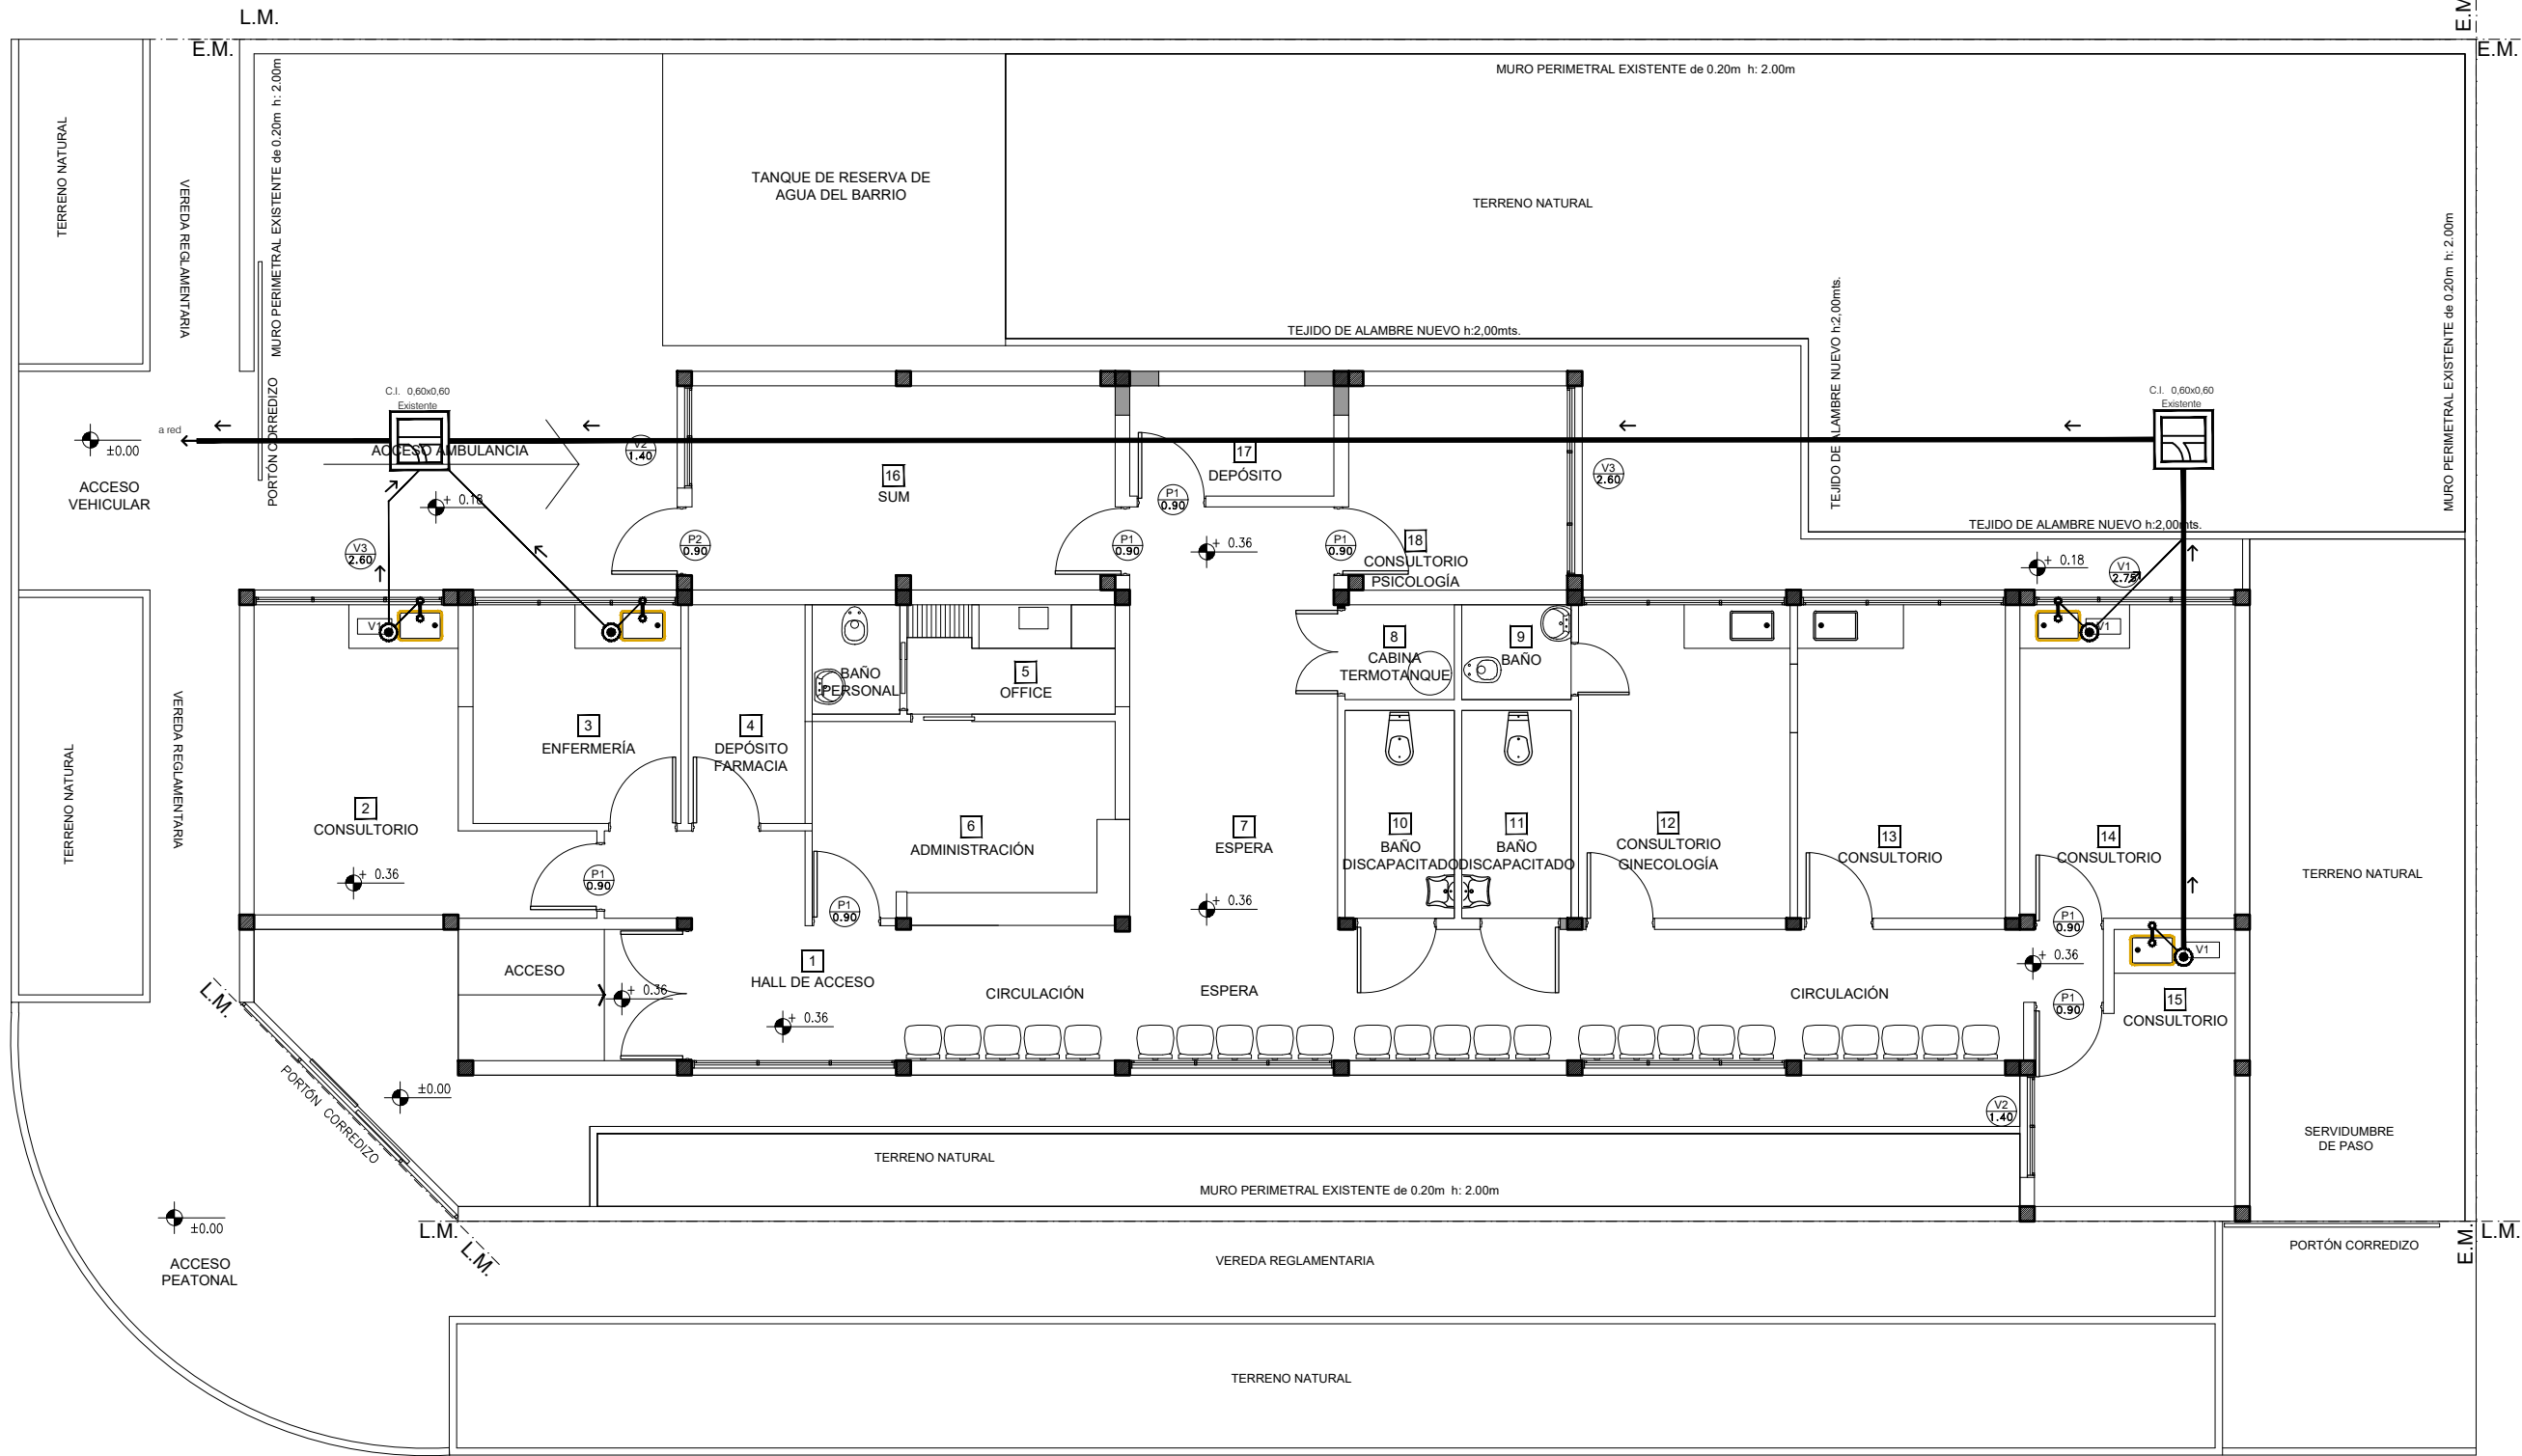 L.M.
E.M.
E.M.
E.M.
MURO PERIMETRAL EXISTENTE de 0.20m h: 2.00m
MURO PERIMETRAL EXISTENTE de 0.20m h: 2.00m
TERRENO NATURAL
VEREDA REGLAMENTARIA
TANQUE DE RESERVA DE
AGUA DEL BARRIO
TERRENO NATURAL
MURO PERIMETRAL EXISTENTE de 0.20m h: 2.00m
TEJIDO DE ALAMBRE NUEVO h:2,00mts.
TEJIDO DE ALAMBRE NUEVO h:2,00mts.
PORTÓN CORREDIZO
C.I. 0,60x0,60
Existente
C.I. 0,60x0,60
Existente
a red
±0.00
ACCESO AMBULANCIA
V2
1.40
17
DEPÓSITO
16
SUM
V3
2.60
ACCESO
VEHICULAR
+ 0.18
P1
0.90
TEJIDO DE ALAMBRE NUEVO h:2,00mts.
V3
2.60
P2
0.90
P1
0.90
+ 0.36
P1
0.90
18
CONSULTORIO
PSICOLOGÍA
+ 0.18
V1
2.75
V1
V1
BAÑO
PERSONAL
5
OFFICE
8
CABINA
TERMOTANQUE
9
BAÑO
3
ENFERMERÍA
4
DEPÓSITO
FARMACIA
VEREDA REGLAMENTARIA
TERRENO NATURAL
2
CONSULTORIO
6
ADMINISTRACIÓN
7
ESPERA
10
BAÑO
DISCAPACITADO
11
BAÑO
DISCAPACITADO
12
CONSULTORIO
GINECOLOGÍA
13
CONSULTORIO
14
CONSULTORIO
TERRENO NATURAL
+ 0.36
P1
0.90
P1
0.90
+ 0.36
P1
0.90
V1
ACCESO
1
HALL DE ACCESO
+ 0.36
CIRCULACIÓN
ESPERA
CIRCULACIÓN
+ 0.36
P1
0.90
15
CONSULTORIO
L.M.
+ 0.36
±0.00
PORTÓN CORREDIZO
V2
1.40
TERRENO NATURAL
SERVIDUMBRE
DE PASO
MURO PERIMETRAL EXISTENTE de 0.20m h: 2.00m
±0.00
L.M.
L.M.
E.M.
L.M.
ACCESO
PEATONAL
VEREDA REGLAMENTARIA
PORTÓN CORREDIZO
TERRENO NATURAL